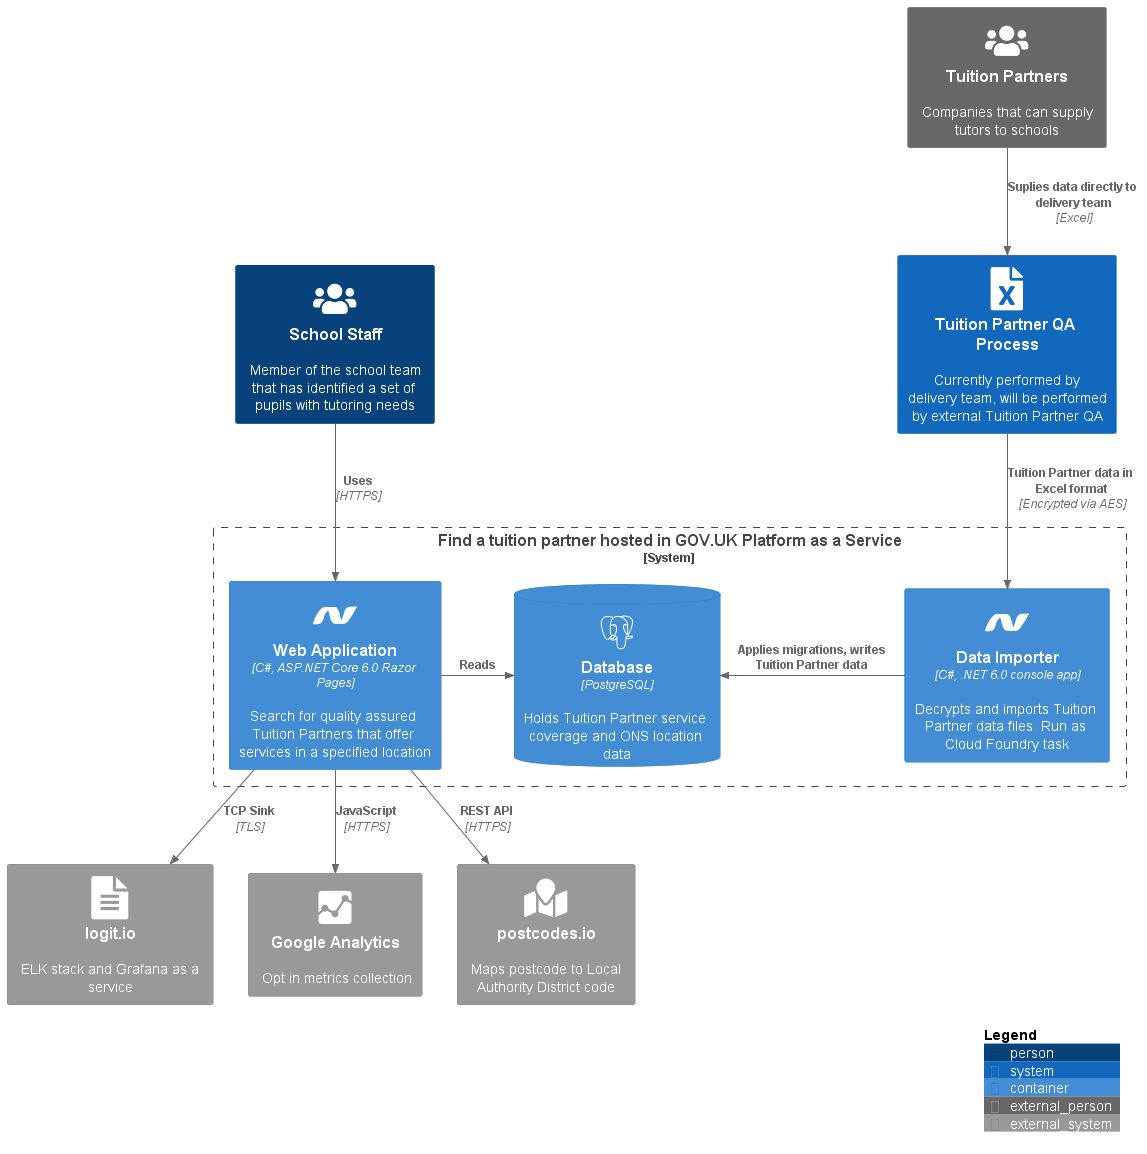 Tuition Partners
Companies that can supply
tutors to schools
Suplies data directly to
delivery team
[Excel]
School Staff
Member of the school team
that has identified a set of
pupils with tutoring needs
Tuition Partner QA
Process
Currently performed by
delivery team, will be performed
by external Tuition Partner QA
Uses
[HTTPS]
Tuition Partner data in
Excel format
[Encrypted via AES]
Find a tuition partner hosted in GOV.UK Platform as a Service
[System]
Web Application
[C#, ASP.NET Core 6.0 Razor
Pages]
Search for quality assured
Tuition Partners that offer
services in a specified location
Reads
Database
[PostgreSQL]
Holds Tuition Partner service
coverage and ONS location
data
Applies migrations, writes
Tuition Partner data
Data Importer
[C#, .NET 6.0 console app]
Decrypts and imports Tuition
Partner data files. Run as
Cloud Foundry task
TCP Sink
[TLS]
JavaScript
[HTTPS]
REST API
[HTTPS]
logit.io
ELK stack and Grafana as a
service
Google Analytics
Opt in metrics collection
postcodes.io
Maps postcode to Local
Authority District code
Legend
person
system
container
external_person
external_system